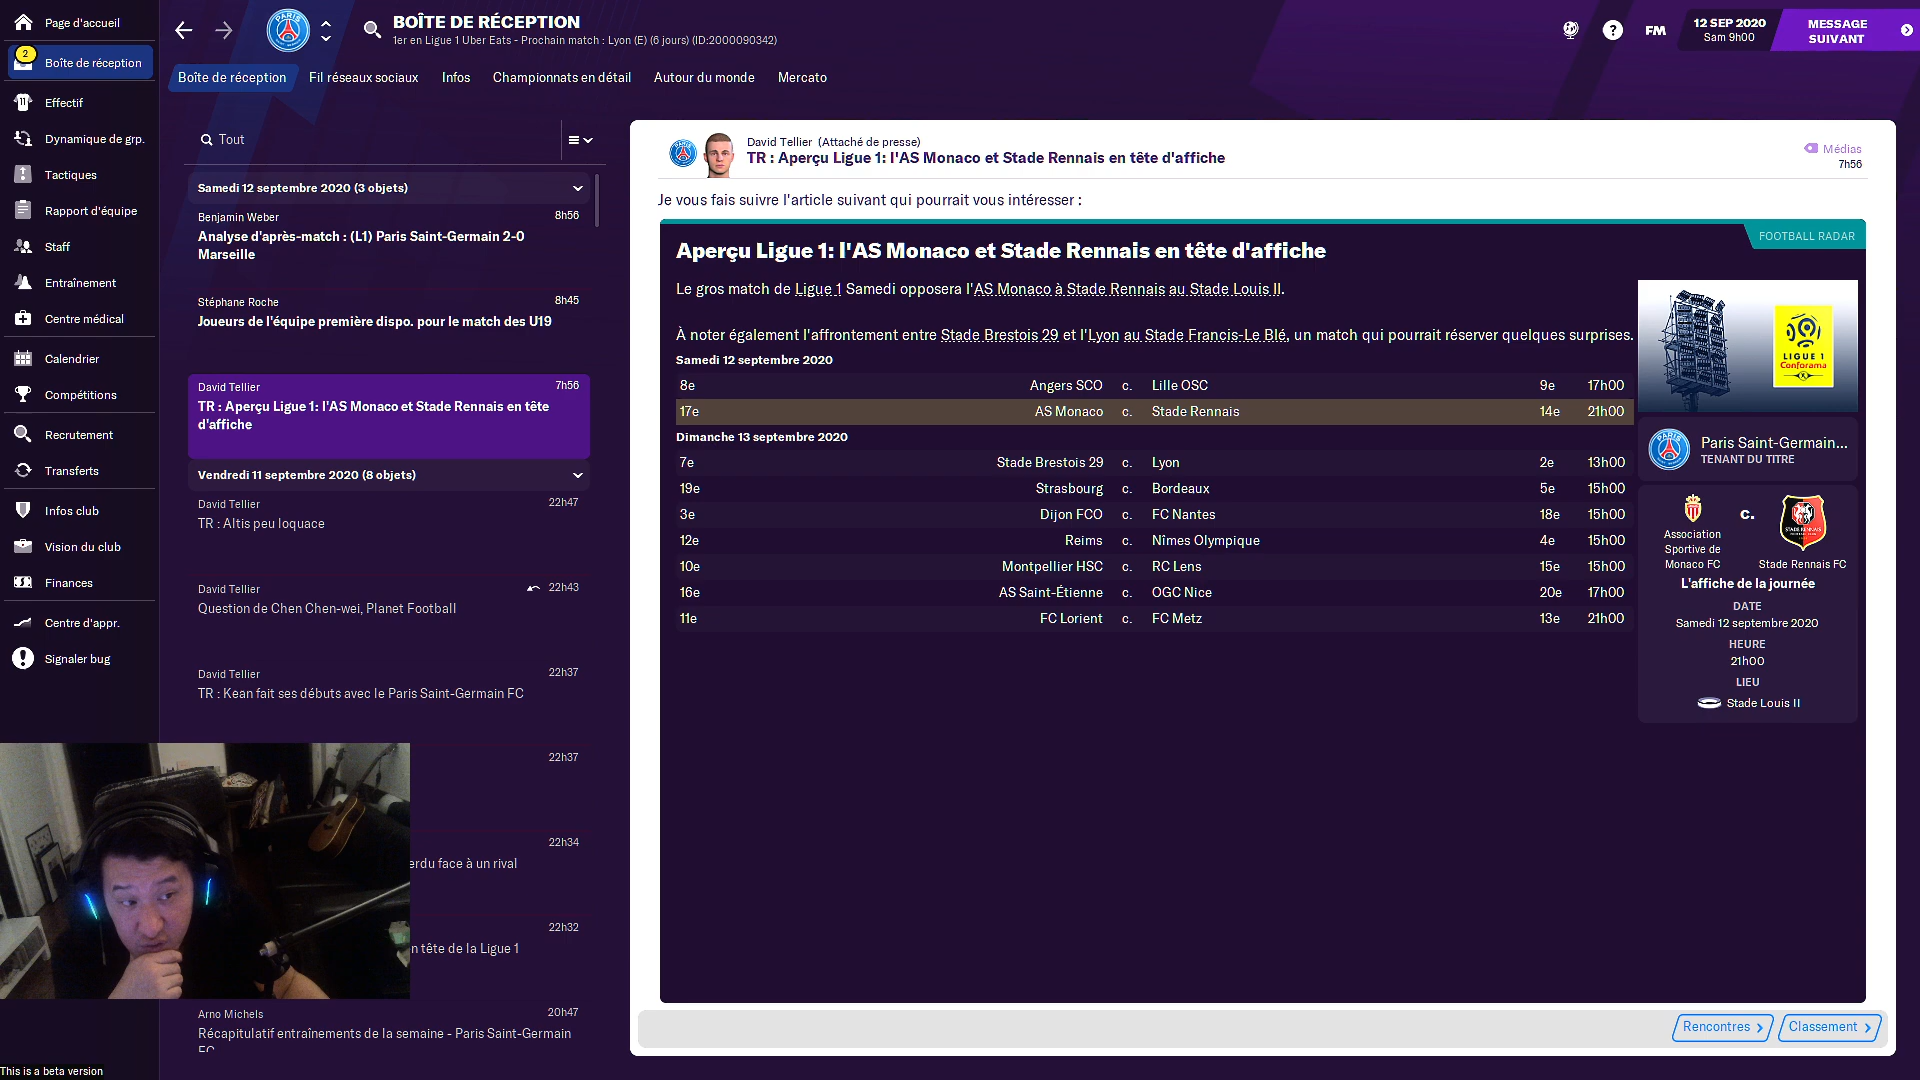 Page d'accueil
2
Boîte de réception
Effectif
Dynamique de grp.
Tactiques
Rapport d'équipe
Staff
Entraînement
Centre médical
Calendrier
Compétitions
Recrutement
Transferts
Infos club
Vision du club
Finances
Centre d'appr.
Signaler bug
This is a beta version
BOÎTE DE RÉCEPTION
1er en Ligue 1 Uber Eats - Prochain match : Lyon (E) (6 jours) (ID:2000090342)
FM
12 SEP 2020
Sam 9h00
MESSAGE
SUIVANT
Boîte de réception Fil réseaux sociaux Infos Championnats en détail Autour du monde Mercato
Tout
Samedi 12 septembre 2020 (3 objets)
Benjamin Weber 8h56
Analyse d'après-match : (L1) Paris Saint-Germain 2-0
Marseille
Stéphane Roche 8h45
Joueurs de l'équipe première dispo. pour le match des U19
David Tellier 7h56
TR : Aperçu Ligue 1: l'AS Monaco et Stade Rennais en tête
d'affiche
Vendredi 11 septembre 2020 (8 objets)
David Tellier 22h47
TR : Altis peu loquace
David Tellier 22h43
Question de Chen Chen-wei, Planet Football
David Tellier 22h37
TR : Kean fait ses débuts avec le Paris Saint-Germain FC
22h37
22h34
erdu face à un rival
22h32
n tête de la Ligue 1
Arno Michels 20h47
Récapitulatif entraînements de la semaine - Paris Saint-Germain
FC
David Tellier (Attaché de presse)
TR : Aperçu Ligue 1: l'AS Monaco et Stade Rennais en tête d'affiche
Médias
7h56
Je vous fais suivre l'article suivant qui pourrait vous intéresser :
FOOTBALL RADAR
Aperçu Ligue 1: l'AS Monaco et Stade Rennais en tête d'affiche
Le gros match de Ligue 1 Samedi opposera l'AS Monaco à Stade Rennais au Stade Louis II.
À noter également l'affrontement entre Stade Brestois 29 et l'Lyon au Stade Francis-Le Blé, un match qui pourrait réserver quelques surprises.
Samedi 12 septembre 2020
8e Angers SCO c. Lille OSC 9e 17h00
17e AS Monaco c. Stade Rennais 14e 21h00
Dimanche 13 septembre 2020
7e Stade Brestois 29 c. Lyon 2e 13h00
19e Strasbourg c. Bordeaux 5e 15h00
3e Dijon FCO c. FC Nantes 18e 15h00
12e Reims c. Nîmes Olympique 4e 15h00
10e Montpellier HSC c. RC Lens 15e 15h00
16e AS Saint-Étienne c. OGC Nice 20e 17h00
11e FC Lorient c. FC Metz 13e 21h00
LIGUE 1
Conforama
Paris Saint-Germain...
TENANT DU TITRE
c.
Association
Sportive de
Monaco FC
Stade Rennais FC
L'affiche de la journée
DATE
Samedi 12 septembre 2020
HEURE
21h00
LIEU
Stade Louis II
Rencontres
Classement